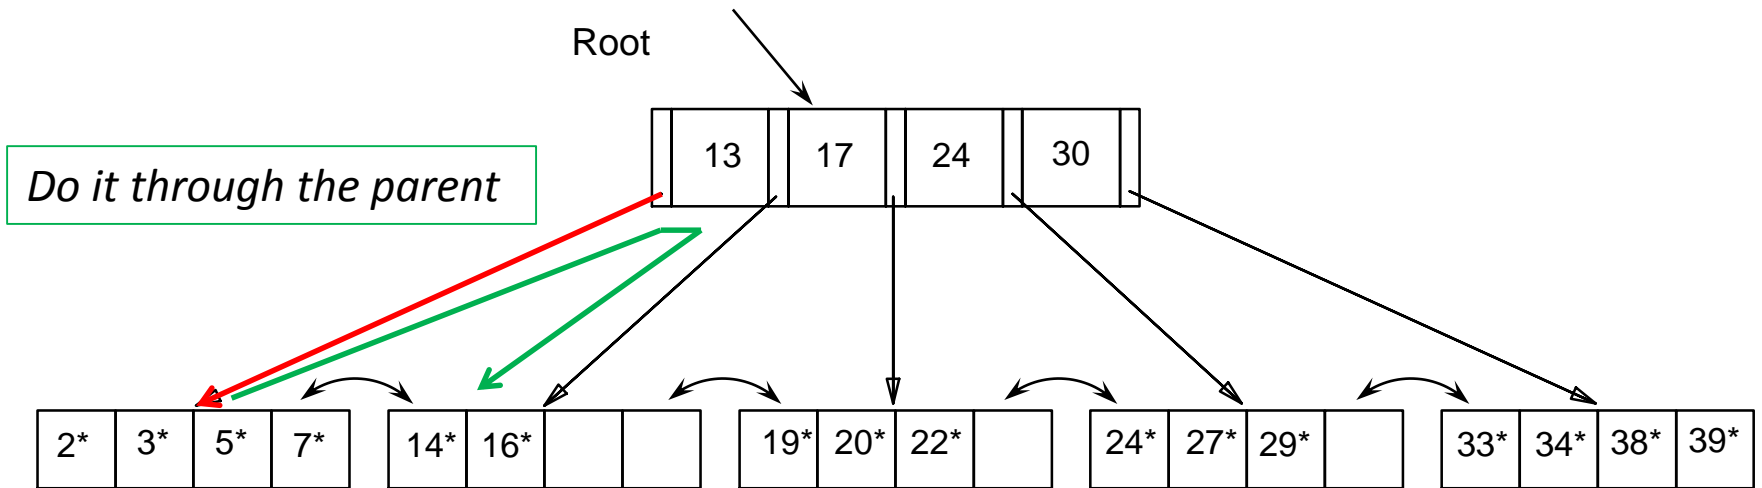 Root
13 17 24 30
Do it through the parent
2* 3* 5* 7* 14* 16* 19* 20* 22* 24* 27* 29* 33* 34* 38* 39*